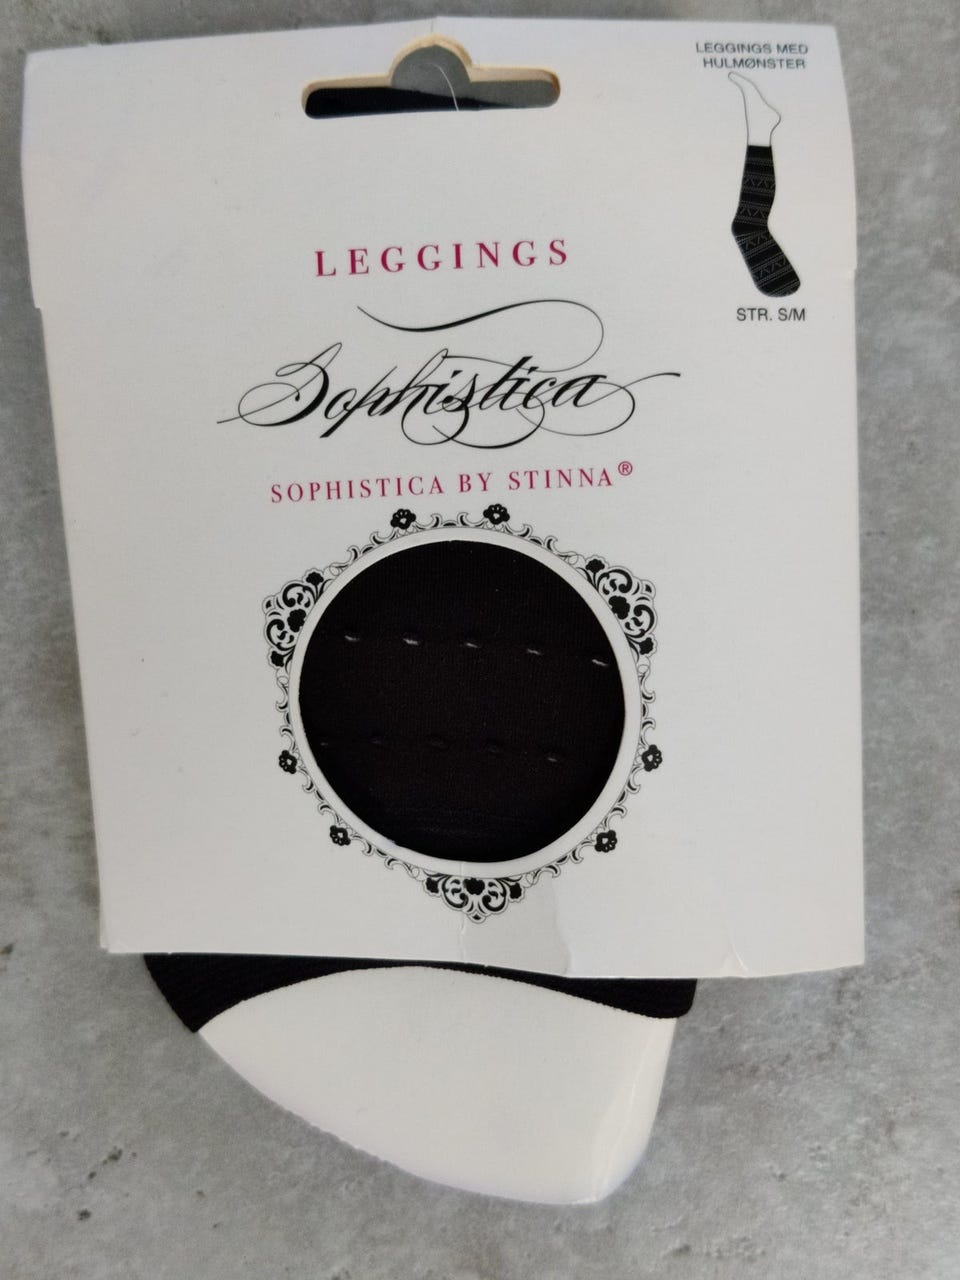 LEGGINGS MED
HULMØNSTER
STR. S/M
LEGGINGS
Sophistica
SOPHISTICA BY STINNA®